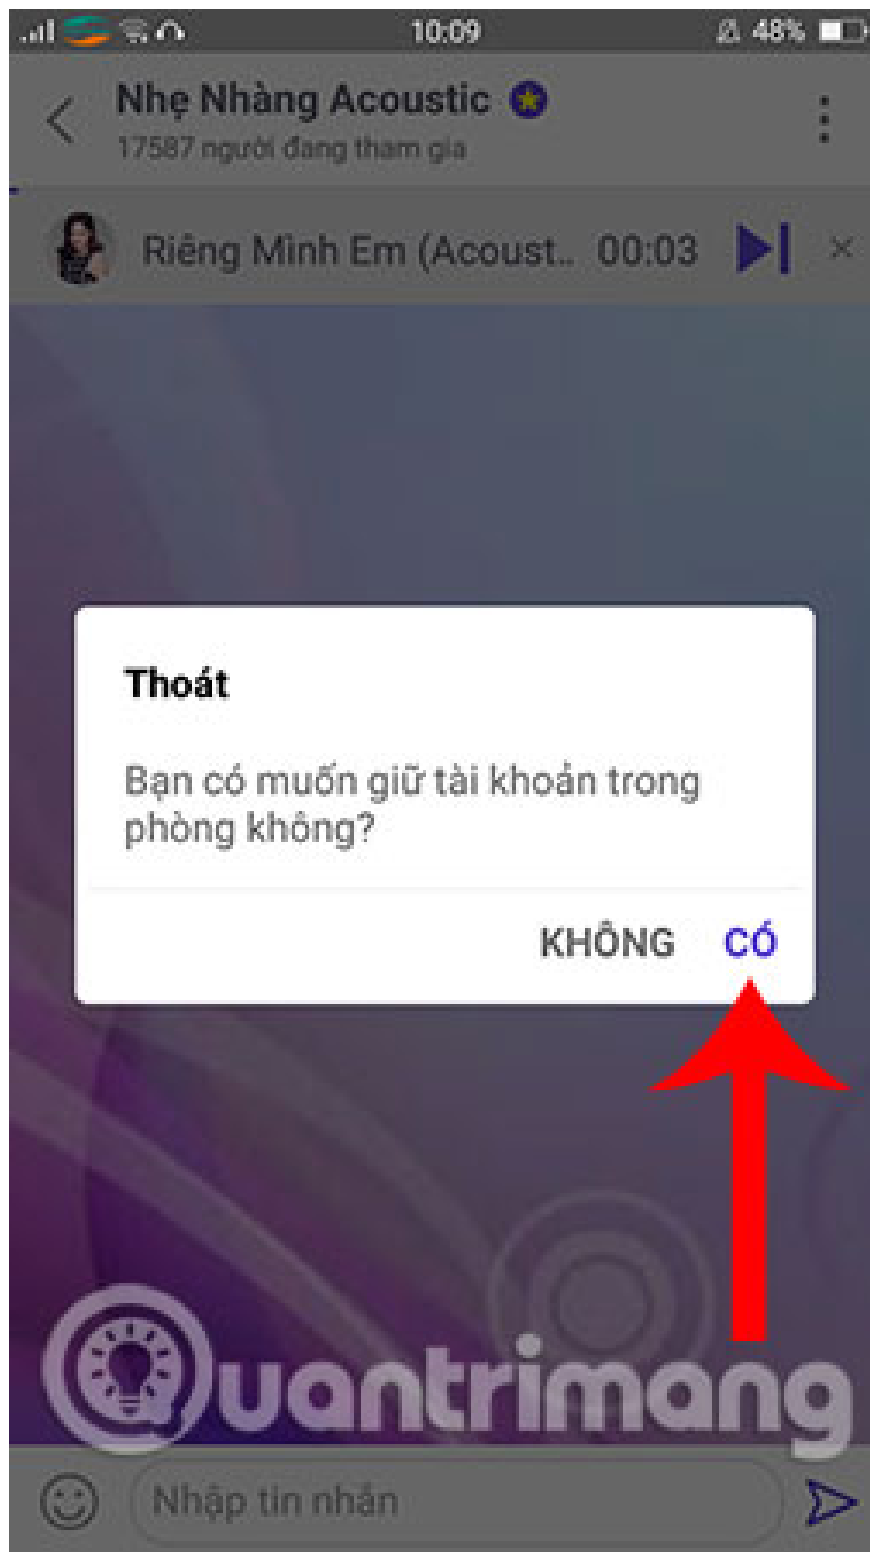 10:09
48%
Nhẹ Nhàng Acoustic
17587 người đang tham gia
Riêng Mình Em (Acoust.. 00:03
Thoát
Bạn có muốn giữ tài khoản trong
phòng không?
KHÔNG CÓ
Quantrimang
Nhập tin nhắn